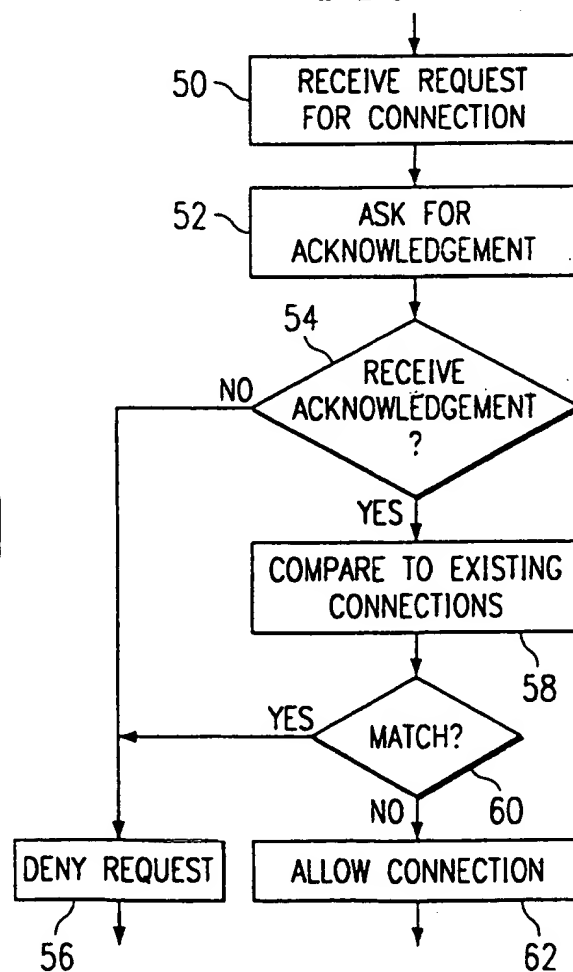 50
RECEIVE REQUEST
FOR CONNECTION
52
ASK FOR
ACKNOWLEDGEMENT
54
RECEIVE
ACKNOWLEDGEMENT
?
NO
YES
COMPARE TO EXISTING
CONNECTIONS
58
YES
MATCH?
60
NO
DENY REQUEST
ALLOW CONNECTION
56
62